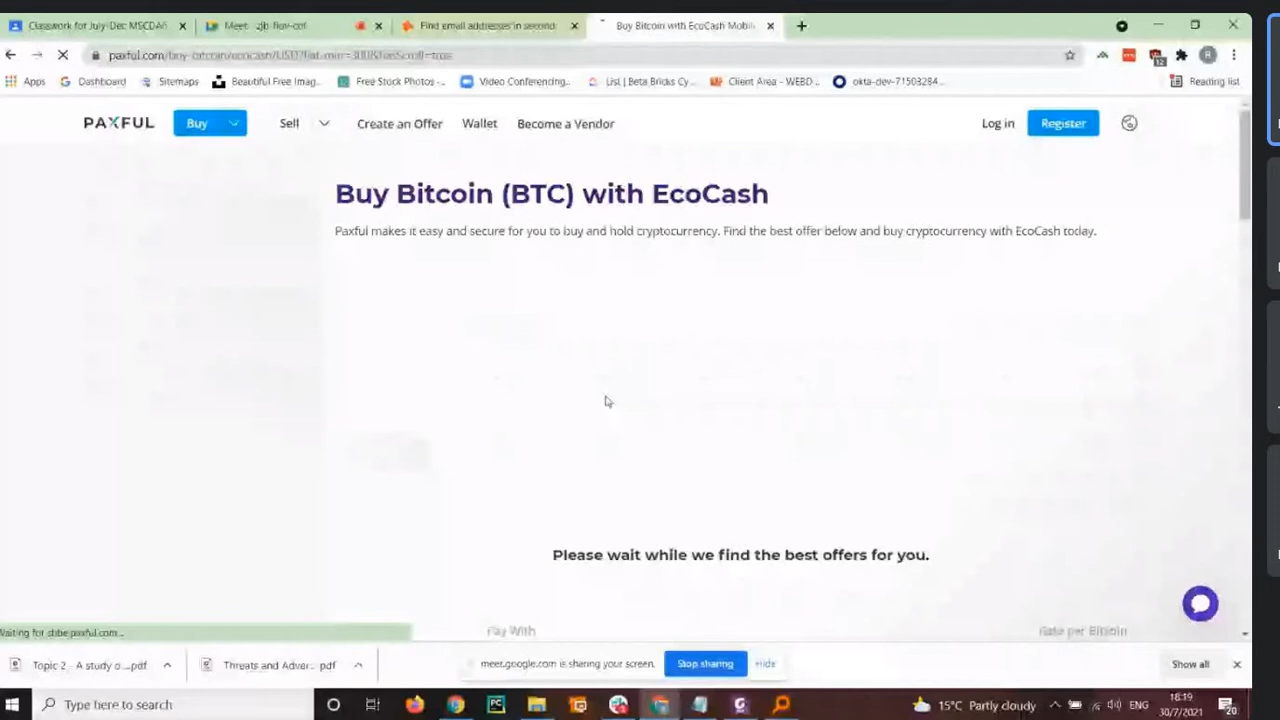 Classwork for July-Dec MSCDA
Meet
Find email addresses in second
Buy Bitcoin with EcoCash Mobil
Apps
Dashboard
Sitemaps
Beautiful Free Imag...
Free Stock Photos -...
Video Conferencing,...
List | Beta Bricks Cy...
Client Area - WEBD...
okta-dev-71503284...
Reading list
PAXFUL
Buy
Sell
Create an Offer
Wallet
Become a Vendor
Log in
Register
Buy Bitcoin (BTC) with EcoCash
Paxful makes it easy and secure for you to buy and hold cryptocurrency. Find the best offer below and buy cryptocurrency with EcoCash today.
Please wait while we find the best offers for you.
Pay With
Rate per Bitcoin
Waiting for stibe.paxful.com...
Topic 2 - A study o....pdf
Threats and Adver....pdf
meet.google.com is sharing your screen.
Stop sharing
Hide
Show all
Type here to search
15°C Partly cloudy
ENG
18:19
30/7/2021
20